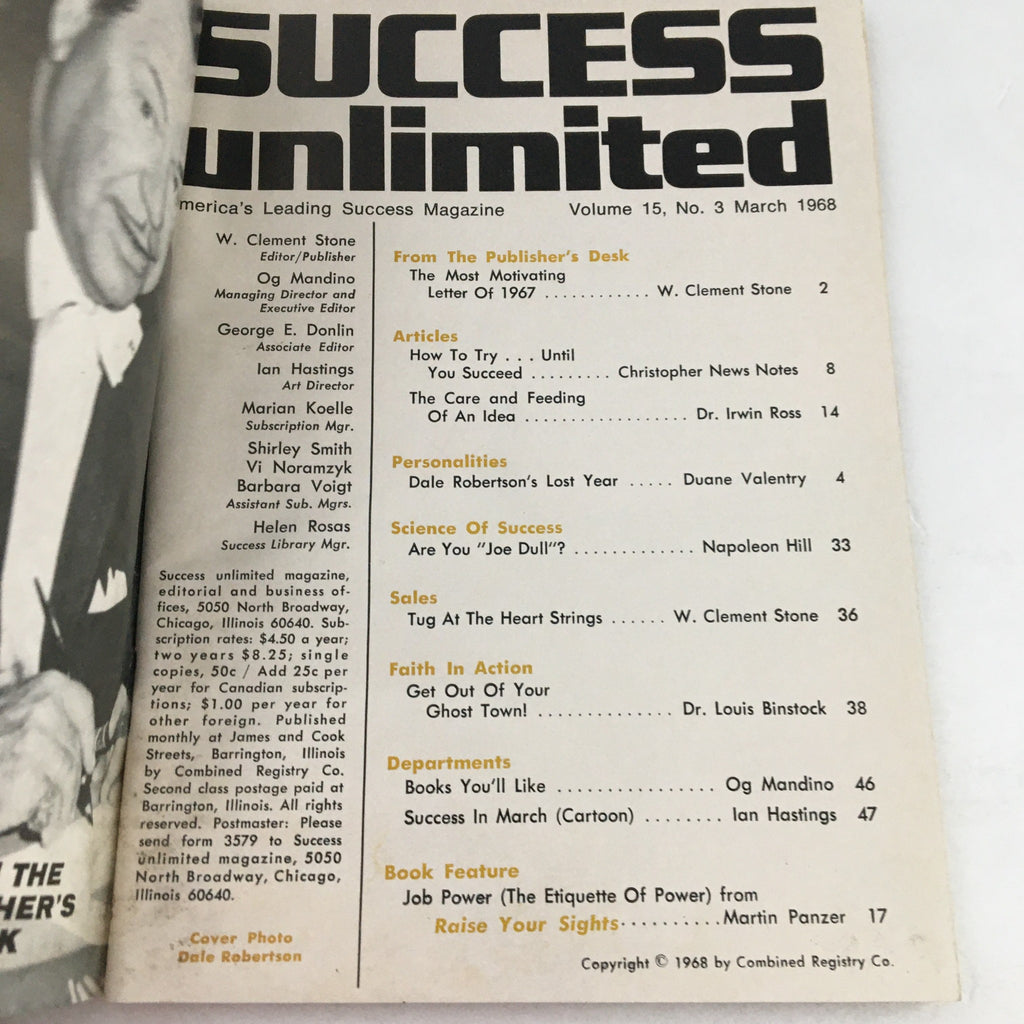 SUCCESS
unlimited
merica's Leading Success Magazine
Volume 15, No. 3 March 1968
W. Clement Stone
Editor/Publisher
Og Mandino
Managing Director and
Executive Editor
George E. Donlin
Associate Editor
Ian Hastings
Art Director
Marian Koelle
Subscription Mgr.
Shirley Smith
Vi Noramzyk
Barbara Voigt
Assistant Sub. Mgrs.
Helen Rosas
Success Library Mgr.
Success unlimited magazine,
editorial and business of-
fices, 5050 North Broadway,
Chicago, Illinois 60640. Sub-
scription rates: $4.50 a year;
two years $8.25; single
copies, 50c / Add 25c per
year for Canadian subscrip-
tions; $1.00 per year for
other foreign. Published
monthly at James and Cook
Streets, Barrington, Illinois
by Combined Registry Co.
Second class postage paid at
Barrington, Illinois. All rights
reserved. Postmaster: Please
send form 3579 to Success
unlimited magazine, 5050
North Broadway, Chicago,
Illinois 60640.
Cover Photo
Dale Robertson
From The Publisher's Desk
The Most Motivating
Letter Of 1967 ............ W. Clement Stone 2
Articles
How To Try . . . Until
You Succeed ......... Christopher News Notes 8
The Care and Feeding
Of An Idea .................. Dr. Irwin Ross 14
Personalities
Dale Robertson's Lost Year ..... Duane Valentry 4
Science Of Success
Are You "Joe Dull"? ............. Napoleon Hill 33
Sales
Tug At The Heart Strings ...... W. Clement Stone 36
Faith In Action
Get Out Of Your
Ghost Town! .............. Dr. Louis Binstock 38
Departments
Books You'll Like ................ Og Mandino 46
Success In March (Cartoon) ........ Ian Hastings 47
Book Feature
Job Power (The Etiquette Of Power) from
Raise Your Sights..........Martin Panzer 17
Copyright © 1968 by Combined Registry Co.
THE
HER'S
K